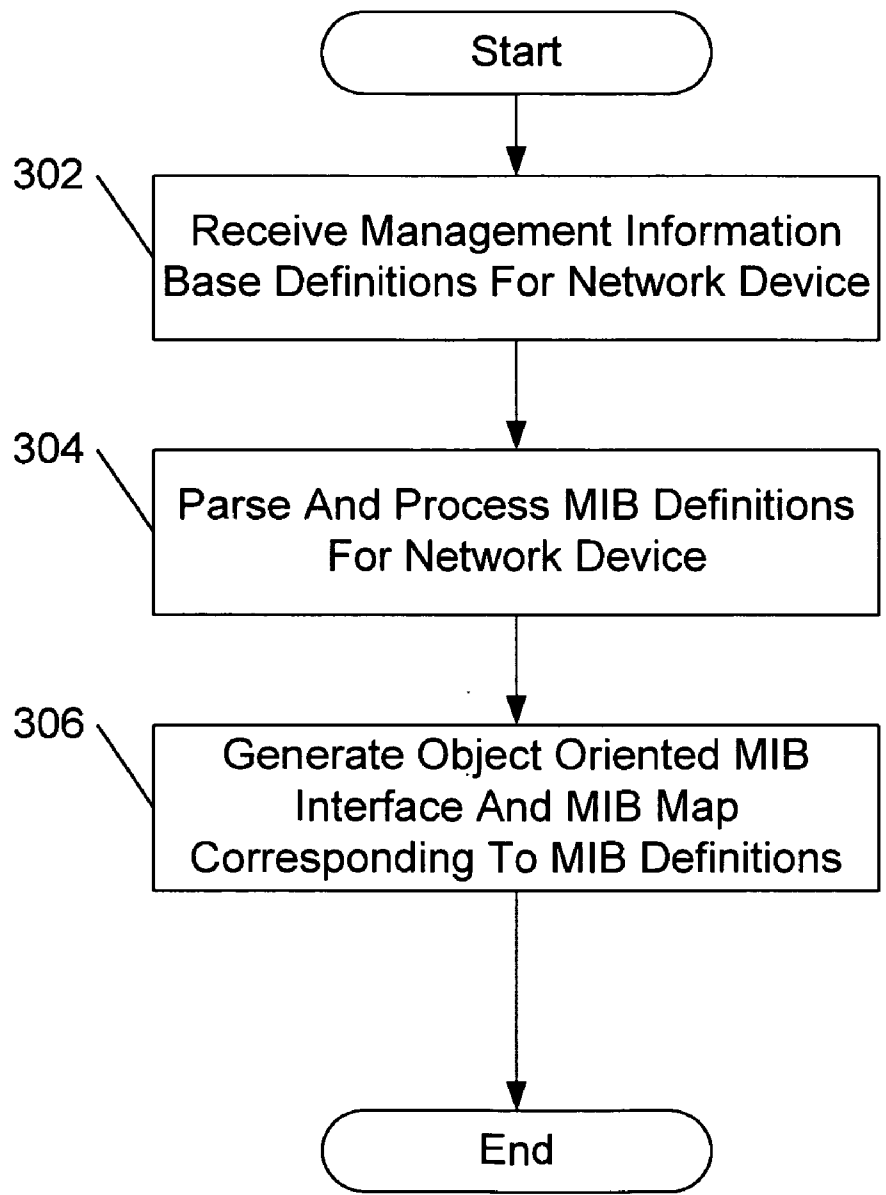 Start
302
Receive Management Information
Base Definitions For Network Device
304
Parse And Process MIB Definitions
For Network Device
306
Generate Object Oriented MIB
Interface And MIB Map
Corresponding To MIB Definitions
End